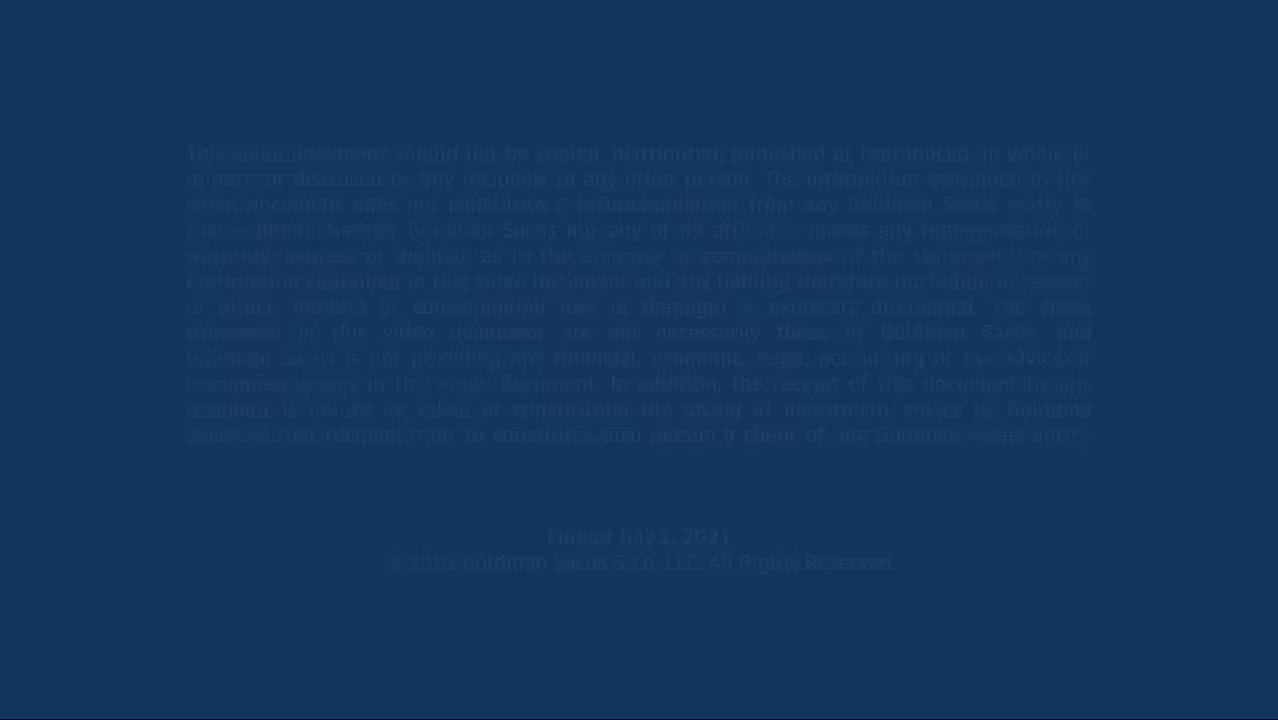 This video document should not be copied, distributed, published or reproduced, in whole or
in part, or disclosed by any recipient to any other person. The information contained in this
video document does not constitute a recommendation from any Goldman Sachs entity to
the recipient. Neither Goldman Sachs nor any of its affiliates makes any representation or
warranty, express or implied, as to the accuracy or completeness of the statements or any
information contained in this video document and any liability therefore (including in respect
of direct, indirect or consequential loss or damage) is expressly disclaimed. The views
expressed in this video document are not necessarily those of Goldman Sachs and
Goldman Sachs is not providing any financial, economic, legal, accounting or tax advice or
recommendations in this video document. In addition, the receipt of this document by any
recipient is not to be taken as constituting the giving of investment advice by Goldman
Sachs to that recipient, nor to constitute such person a client of any Goldman Sachs entity.
Filmed July 1, 2021
© 2021 Goldman Sachs & Co. LLC. All Rights Reserved.